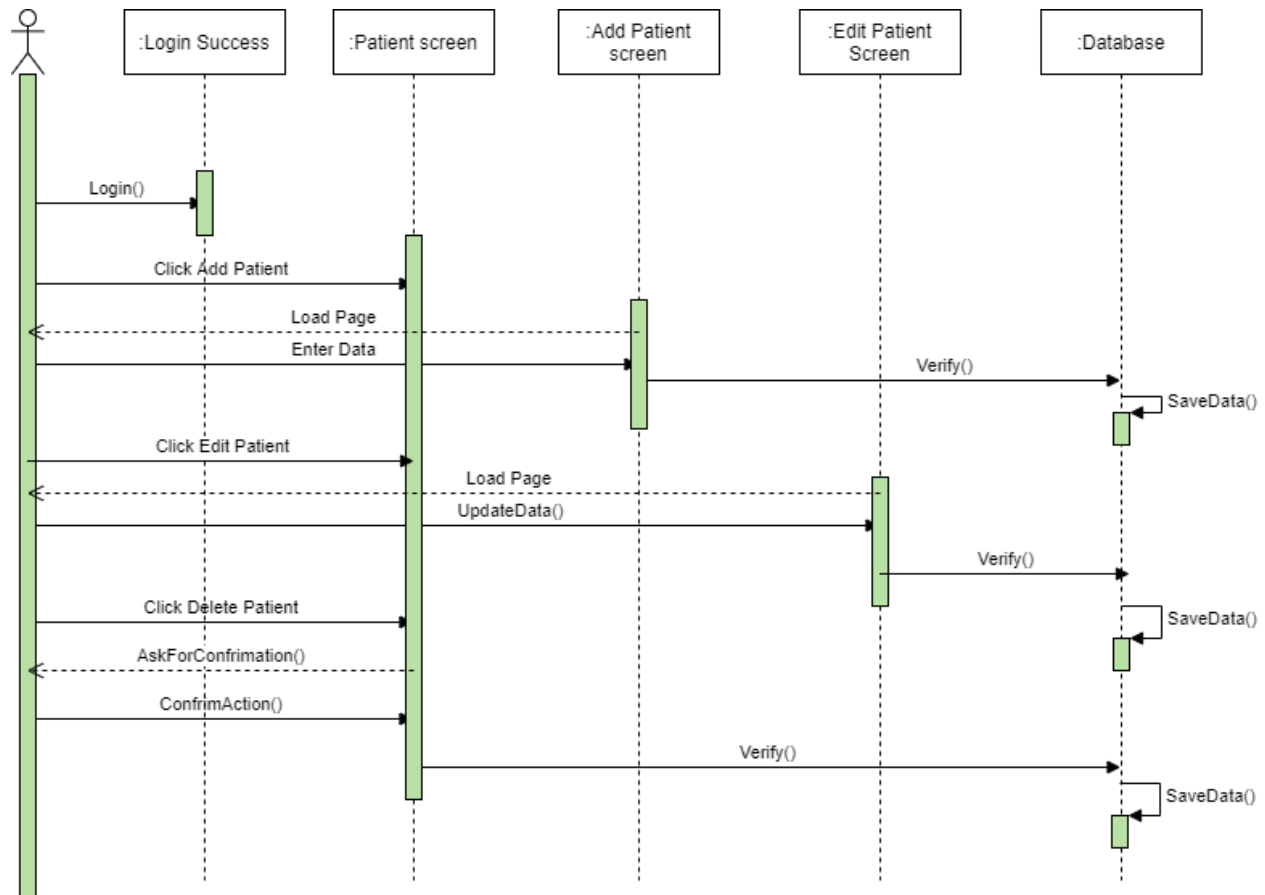 :Login Success
:Patient screen
:Add Patient
screen
:Edit Patient
Screen
:Database
Login()
Click Add Patient
Load Page
Enter Data
Verify()
SaveData()
Click Edit Patient
Load Page
UpdateData()
Verify()
Click Delete Patient
SaveData()
AskForConfrimation()
ConfrimAction()
Verify()
SaveData()